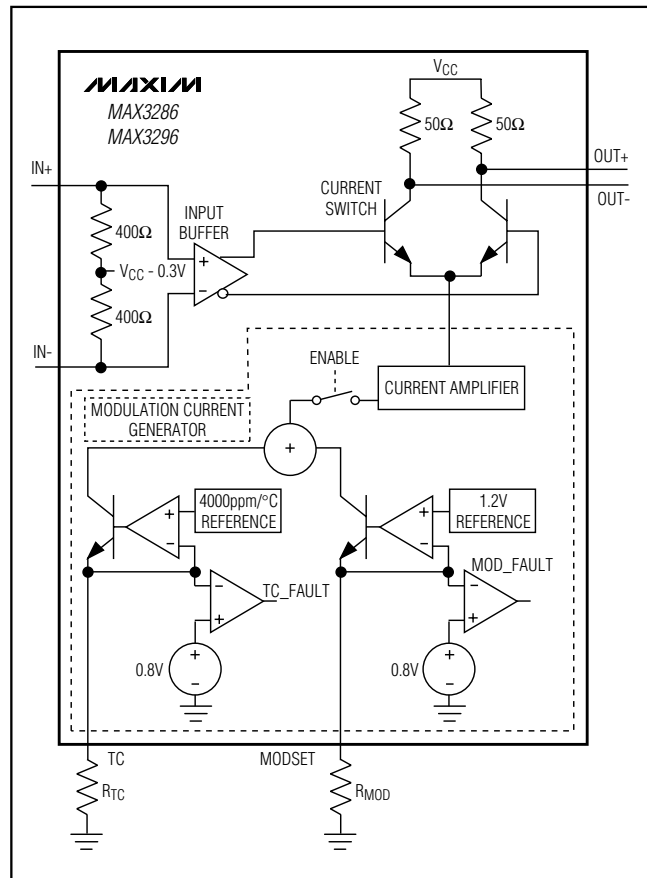 MAXIM
MAX3286
MAX3296
VCC
50Ω
50Ω
OUT+
OUT-
IN+
400Ω
VCC - 0.3V
400Ω
IN-
INPUT
BUFFER
+
-
CURRENT
SWITCH
ENABLE
CURRENT AMPLIFIER
MODULATION CURRENT
GENERATOR
+
4000ppm/°C
REFERENCE
+
-
1.2V
REFERENCE
+
-
TC_FAULT
-
+
MOD_FAULT
-
+
0.8V
+
-
0.8V
+
-
TC
MODSET
RTC
RMOD